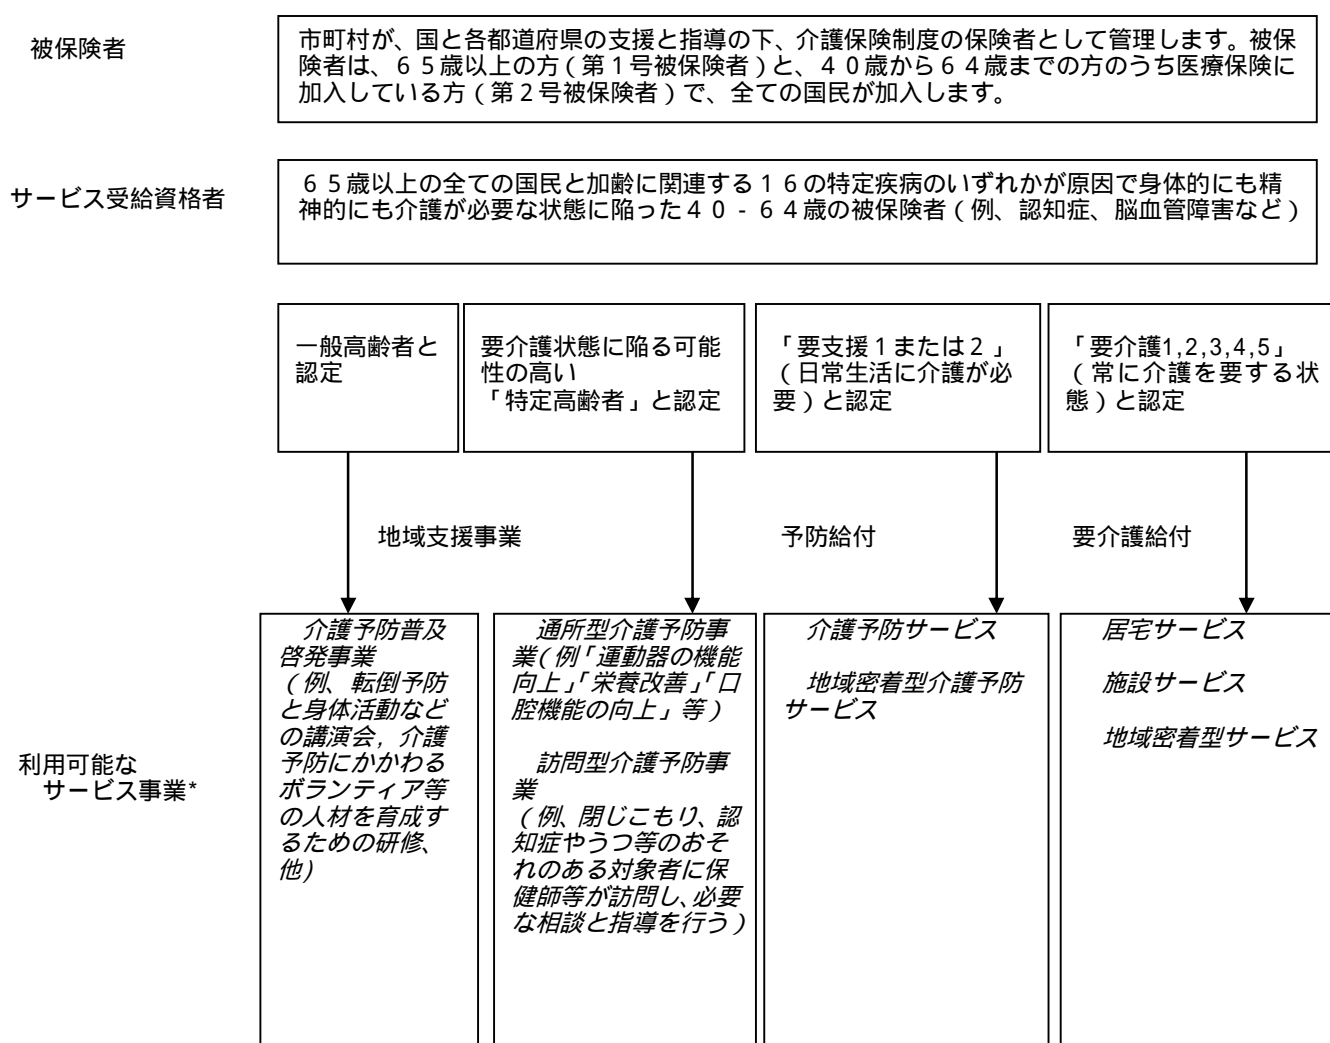 被保険者
市町村が、国と各都道府県の支援と指導の下、介護保険制度の保険者として管理します。被保
険者は、６５歳以上の方（第１号被保険者）と、４０歳から６４歳までの方のうち医療保険に
加入している方（第２号被保険者）で、全ての国民が加入します。
サービス受給資格者
６５歳以上の全ての国民と加齢に関連する１６の特定疾病のいずれかが原因で身体的にも精
神的にも介護が必要な状態に陥った４０‐６４歳の被保険者（例、認知症、脳血管障害など）
一般高齢者と
認定
要介護状態に陥る可能
性の高い
「特定高齢者」と認定
「要支援１または２」
（日常生活に介護が必
要）と認定
「要介護1,2,3,4,5」
（常に介護を要する状
態）と認定
地域支援事業
予防給付
要介護給付
利用可能な
サービス事業*
介護予防普及
啓発事業
（例、転倒予防
と身体活動など
の講演会，介護
予防にかかわる
ボランティア等
の人材を育成す
るための研修、
他）
通所型介護予防事
業（例「運動器の機能
向上」「栄養改善」「口
腔機能の向上」等）
訪問型介護予防事
業
（例、閉じこもり、認
知症やうつ等のおそ
れのある対象者に保
健師等が訪問し、必要
な相談と指導を行う）
介護予防サービス
地域密着型介護予防
サービス
居宅サービス
施設サービス
地域密着型サービス